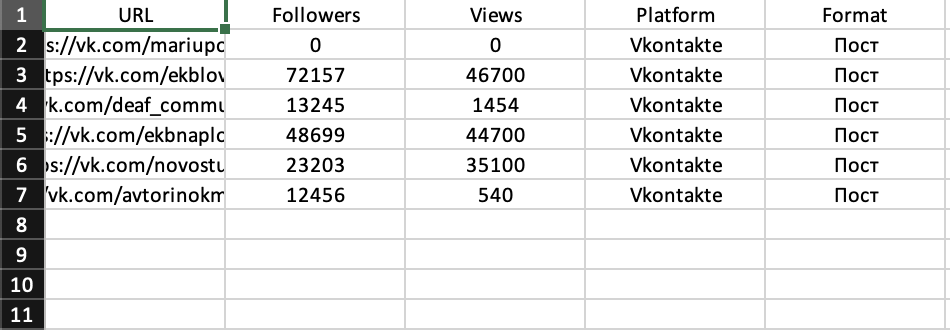 1 URL Followers Views Platform Format
2 s://vk.com/mariupo 0 0 Vkontakte Пост
3 tps://vk.com/ekblov 72157 46700 Vkontakte Пост
4 vk.com/deaf_commu 13245 1454 Vkontakte Пост
5 s://vk.com/ekbnaplo 48699 44700 Vkontakte Пост
6 ps://vk.com/novostu 23203 35100 Vkontakte Пост
7 /vk.com/avtorinokm 12456 540 Vkontakte Пост
8
9
10
11